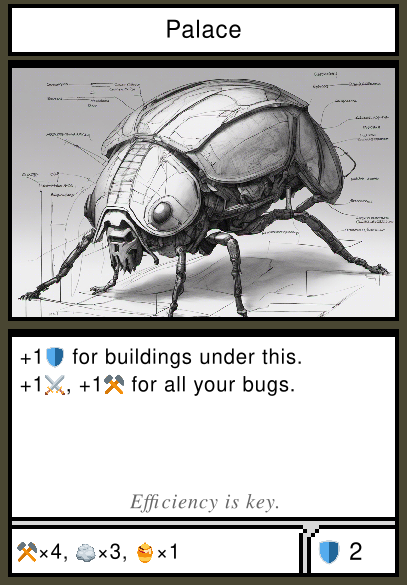 Palace
+1🛡️ for buildings under this.
+1⚔️, +1⚒️ for all your bugs.
Efficiency is key.
⚒️×4, 🪨×3, 🍯×1
🛡️ 2